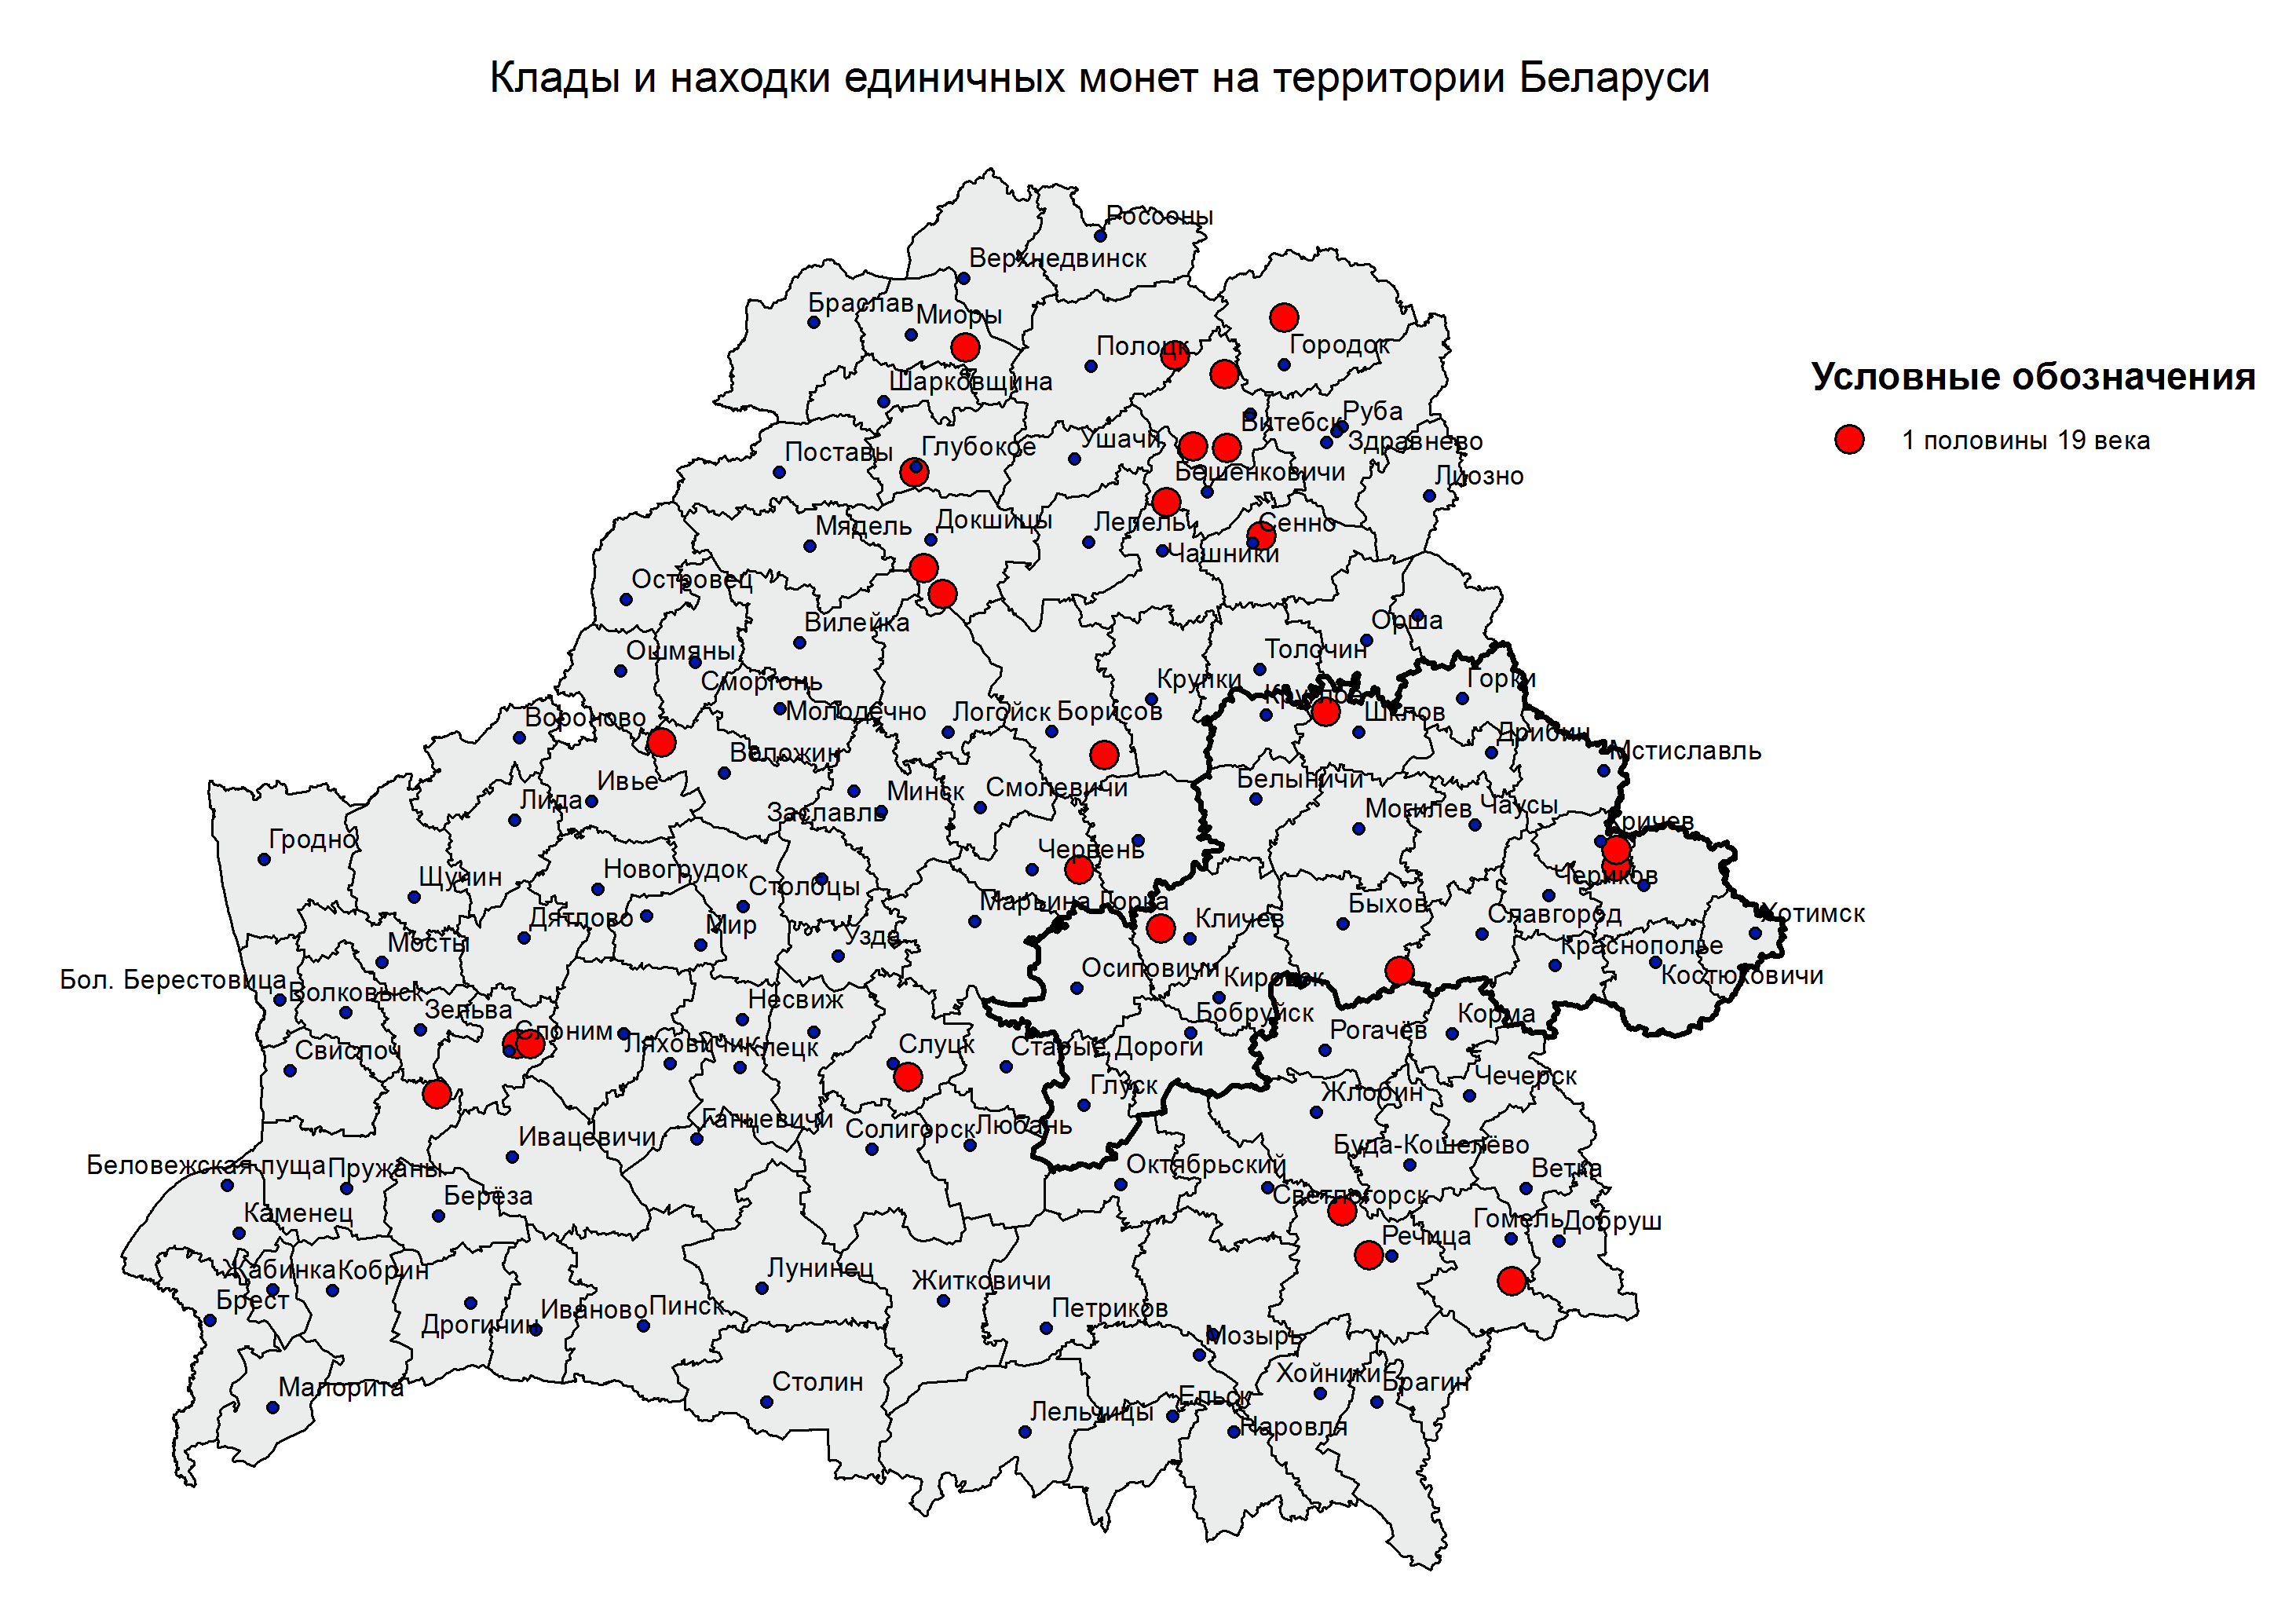 Клады и находки единичных монет на территории Беларуси
Россоны
Верхнедвинск
Браслав
Миоры
Полоцк
Городок
Условные обозначения
1 половины 19 века
Шарковщина
Руба
Витебск
Здравнево
Ушачи
Глубокое
Поставы
Бешенковичи
Лиозно
Докшицы
Мядель
Лепель
Сенно
Чашники
Островец
Вилейка
Орша
Ошмяны
Толочин
Сморгонь
Крупки
Круглое
Горки
Вороново
Молодечно
Логойск
Борисов
Шклов
Дрибин
Мстиславль
Воложин
Ивье
Смолевичи
Белыничи
Лида
Заславль
Минск
Могилев
Чаусы
Кричев
Гродно
Червень
Щучин
Новогрудок
Столбцы
Чериков
Марьина Горка
Быхов
Славгород
Хотимск
Дятлово
Мир
Кличев
Мосты
Узда
Краснополье
Бол. Берестовица
Осиповичи
Кировск
Костюковичи
Волковыск
Зельва
Несвиж
Бобруйск
Корма
Слоним
Рогачёв
Свислоч
Ляховичик
Клецк
Слуцк
Старые Дороги
Чечерск
Глуск
Жлобин
Ганцевичи
Солигорск
Любань
Ивацевичи
Буда-Кошелёво
Беловежская пуща
Пружаны
Октябрьский
Ветка
Берёза
Светлогорск
Каменец
Речица
Гомель
Добруш
Жабинка
Кобрин
Лунинец
Житковичи
Брест
Дрогичин
Иваново
Пинск
Петриков
Мозырь
Малорита
Столин
Хойники
Брагин
Лельчицы
Ельск
Наровля